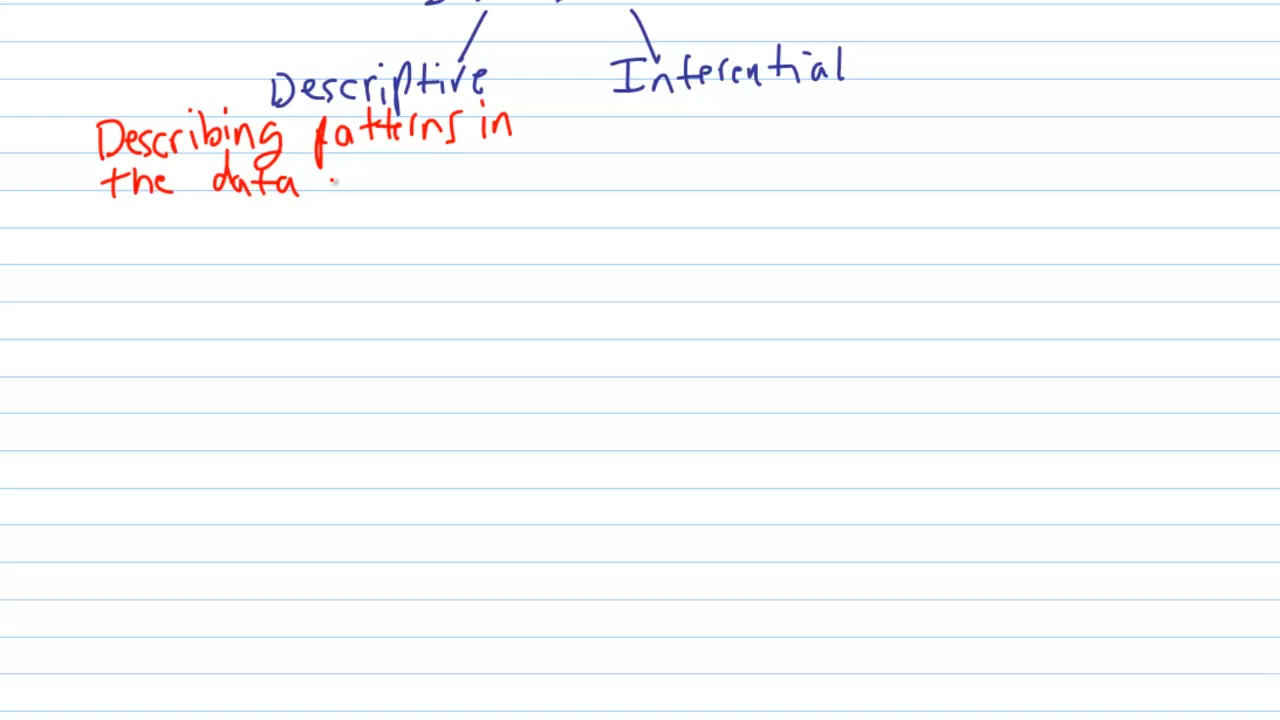 Descriptive Inferential
Describing patterns in
the data